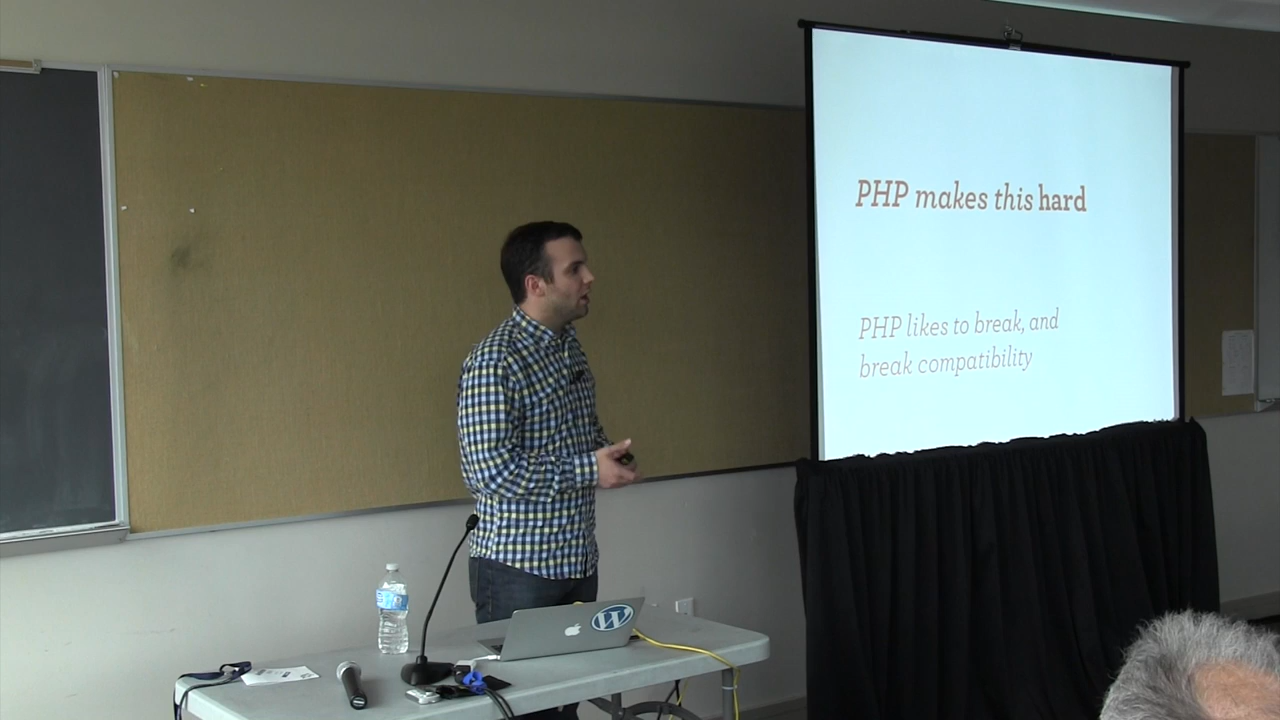 PHP makes this hard
PHP likes to break, and
break compatibility
W